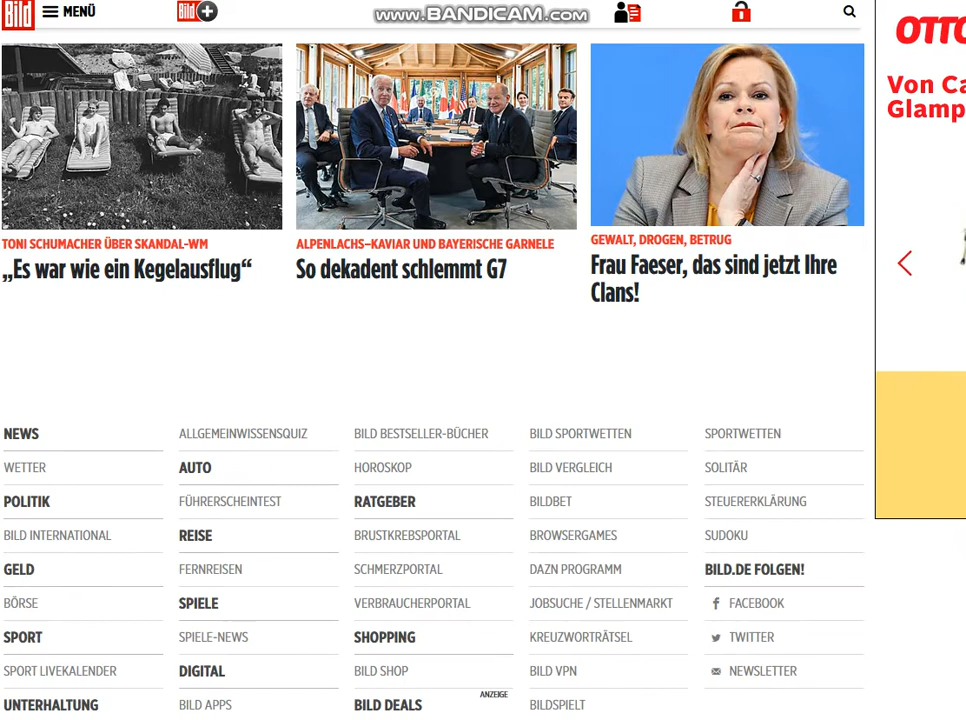 Bild
MENÜ
Bild
www.BANDICAM.com
OTTO
Von Ca
Glamp
TONI SCHUMACHER ÜBER SKANDAL-WM
„Es war wie ein Kegelausflug“
ALPENLACHS–KAVIAR UND BAYERISCHE GARNELE
So dekadent schlemmt G7
GEWALT, DROGEN, BETRUG
Frau Faeser, das sind jetzt Ihre
Clans!
NEWS
WETTER
POLITIK
BILD INTERNATIONAL
GELD
BÖRSE
SPORT
SPORT LIVEKALENDER
UNTERHALTUNG
ALLGEMEINWISSENSQUIZ
AUTO
FÜHRERSCHEINTEST
REISE
FERNREISEN
SPIELE
SPIELE-NEWS
DIGITAL
BILD APPS
BILD BESTSELLER-BÜCHER
HOROSKOP
RATGEBER
BRUSTKREBSPORTAL
SCHMERZPORTAL
VERBRAUCHERPORTAL
SHOPPING
BILD SHOP
ANZEIGE
BILD DEALS
BILD SPORTWETTEN
BILD VERGLEICH
BILDBET
BROWSERGAMES
DAZN PROGRAMM
JOBSUCHE / STELLENMARKT
KREUZWORTRÄTSEL
BILD VPN
BILDSPIELT
SPORTWETTEN
SOLITÄR
STEUERERKLÄRUNG
SUDOKU
BILD.DE FOLGEN!
FACEBOOK
TWITTER
NEWSLETTER